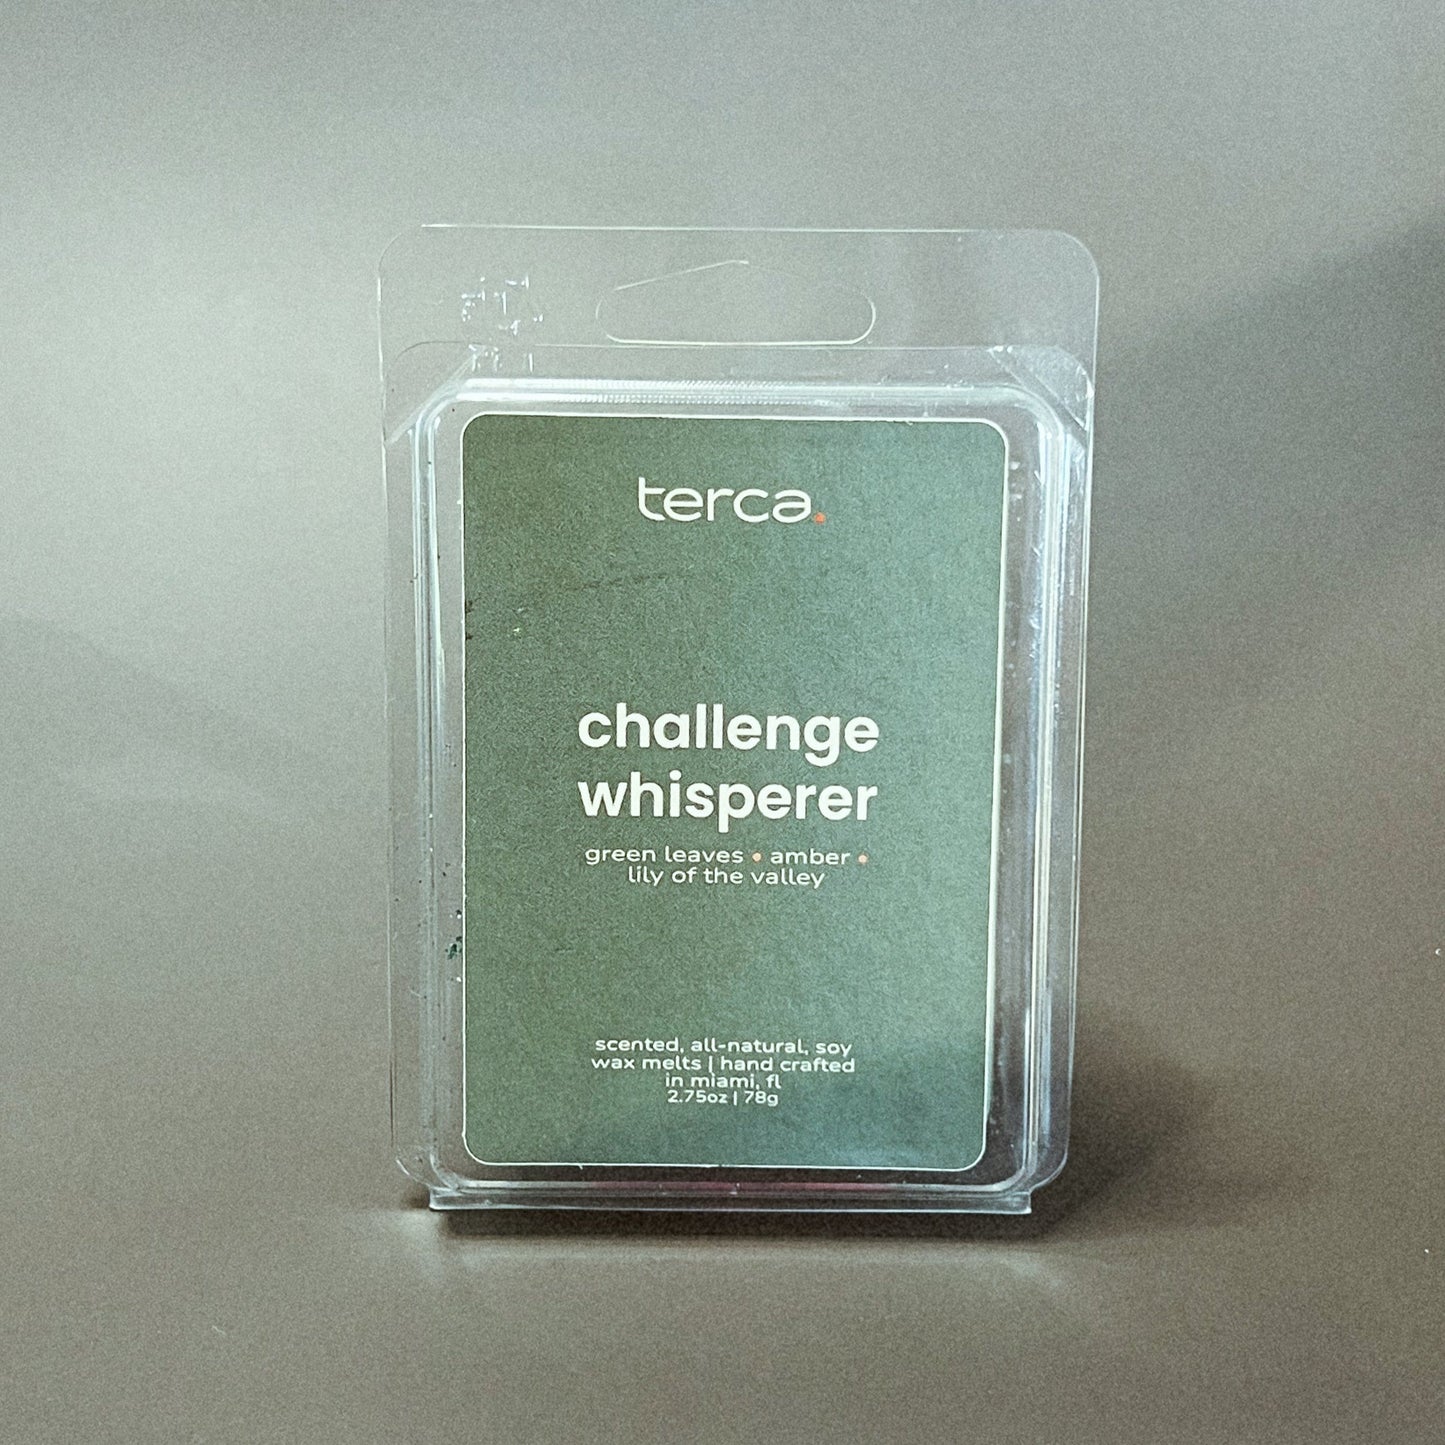 terca.
challenge
whisperer
green leaves • amber •
lily of the valley
scented, all-natural, soy
wax melts | hand crafted
in miami, fl
2.75oz | 78g